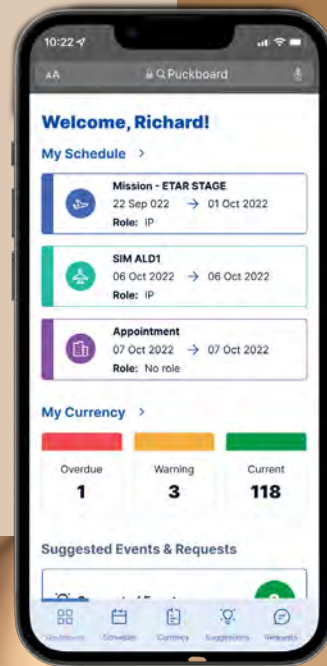 10:22
AA Puckboard
Welcome, Richard!
My Schedule >
Mission - ETAR STAGE
22 Sep 022 → 01 Oct 2022
Role: IP
SIM ALD1
06 Oct 2022 → 06 Oct 2022
Role: IP
Appointment
07 Oct 2022 → 07 Oct 2022
Role: No role
My Currency >
Overdue Warning Current
1 3 118
Suggested Events & Requests
Schedule Currency Suggestions Requests